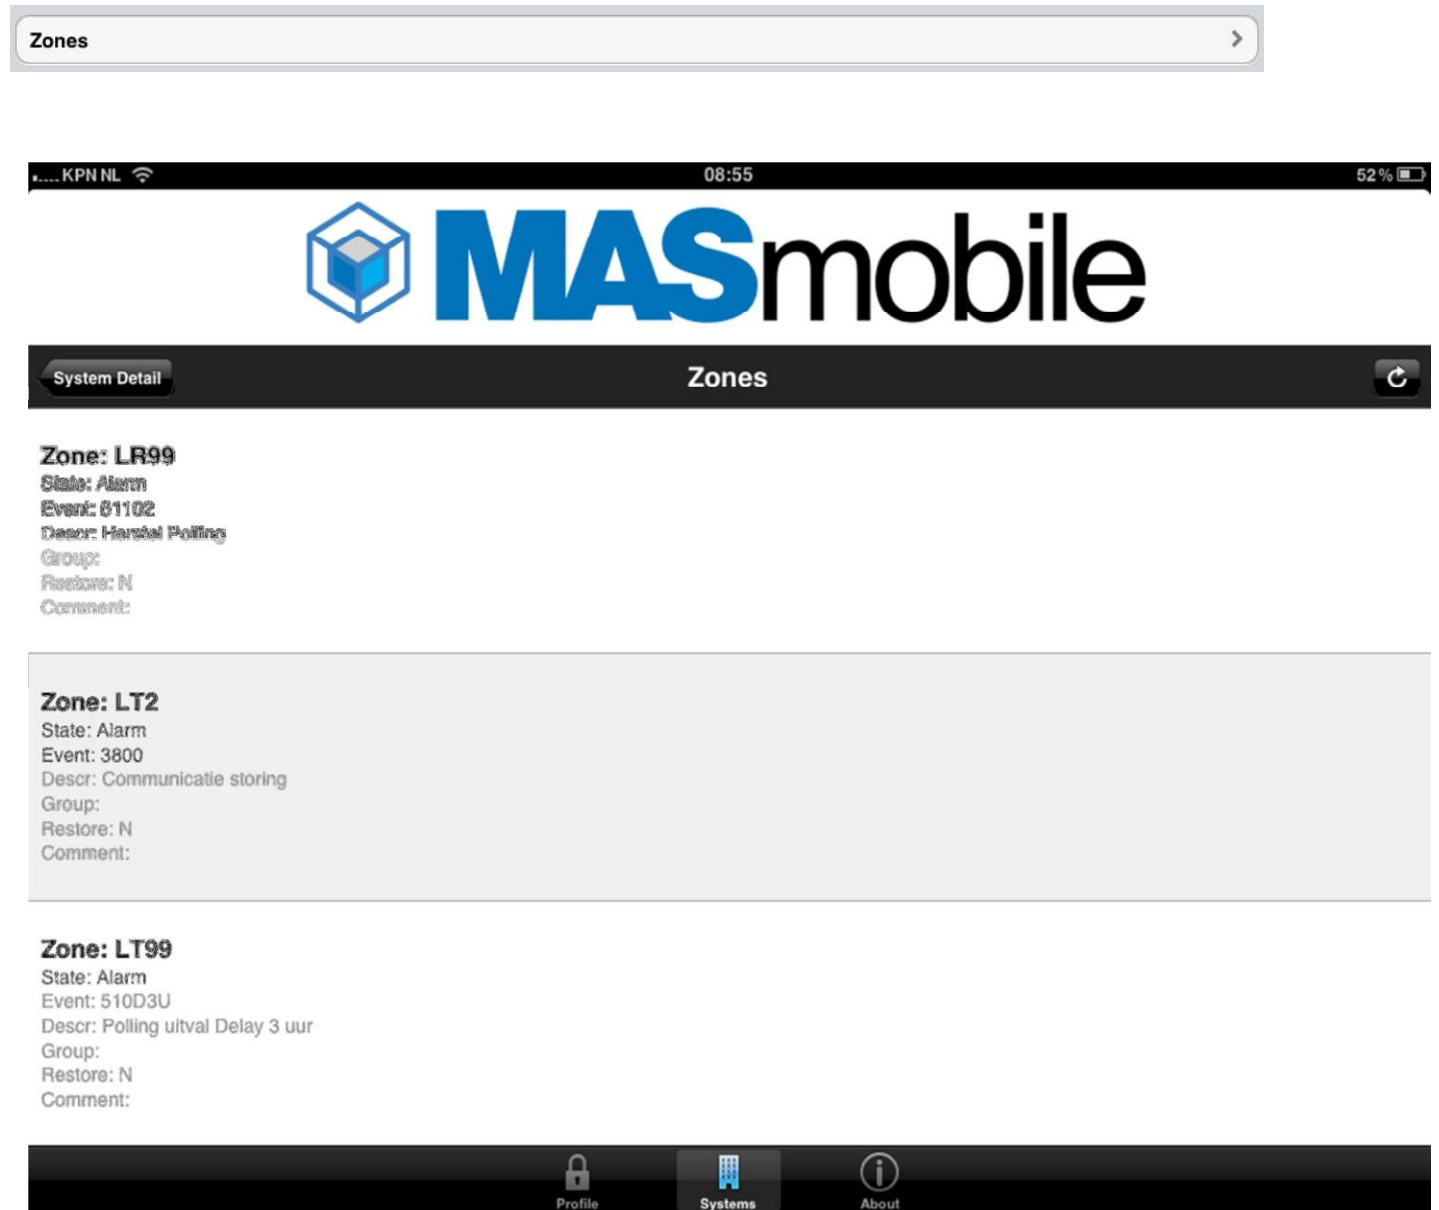 Zones
KPN NL
08:55
52%
MASmobile
System Detail
Zones
Zone: LR99
State: Alarm
Event: 61102
Descr: Herstel Polling
Group:
Restore: N
Comment:
Zone: LT2
State: Alarm
Event: 3800
Descr: Communicatie storing
Group:
Restore: N
Comment:
Zone: LT99
State: Alarm
Event: 510D3U
Descr: Polling uitval Delay 3 uur
Group:
Restore: N
Comment:
Profile
Systems
About